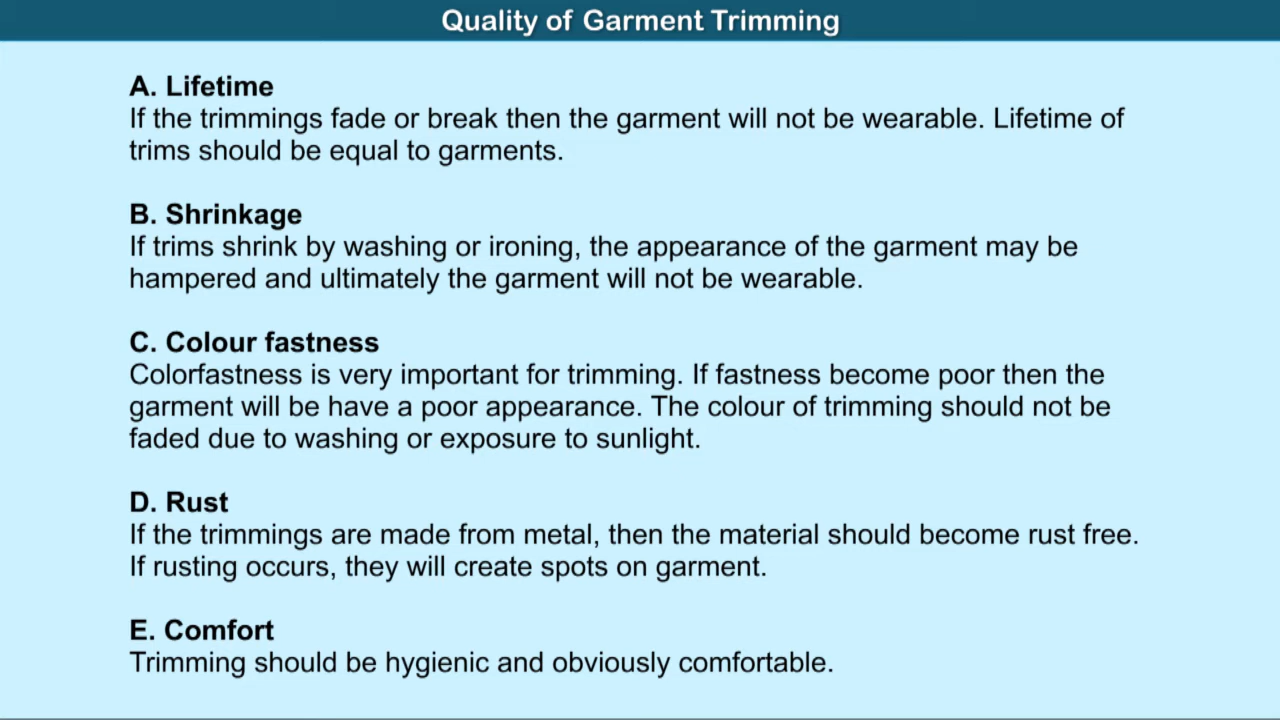 Quality of Garment Trimming
A. Lifetime
If the trimmings fade or break then the garment will not be wearable. Lifetime of
trims should be equal to garments.
B. Shrinkage
If trims shrink by washing or ironing, the appearance of the garment may be
hampered and ultimately the garment will not be wearable.
C. Colour fastness
Colorfastness is very important for trimming. If fastness become poor then the
garment will be have a poor appearance. The colour of trimming should not be
faded due to washing or exposure to sunlight.
D. Rust
If the trimmings are made from metal, then the material should become rust free.
If rusting occurs, they will create spots on garment.
E. Comfort
Trimming should be hygienic and obviously comfortable.